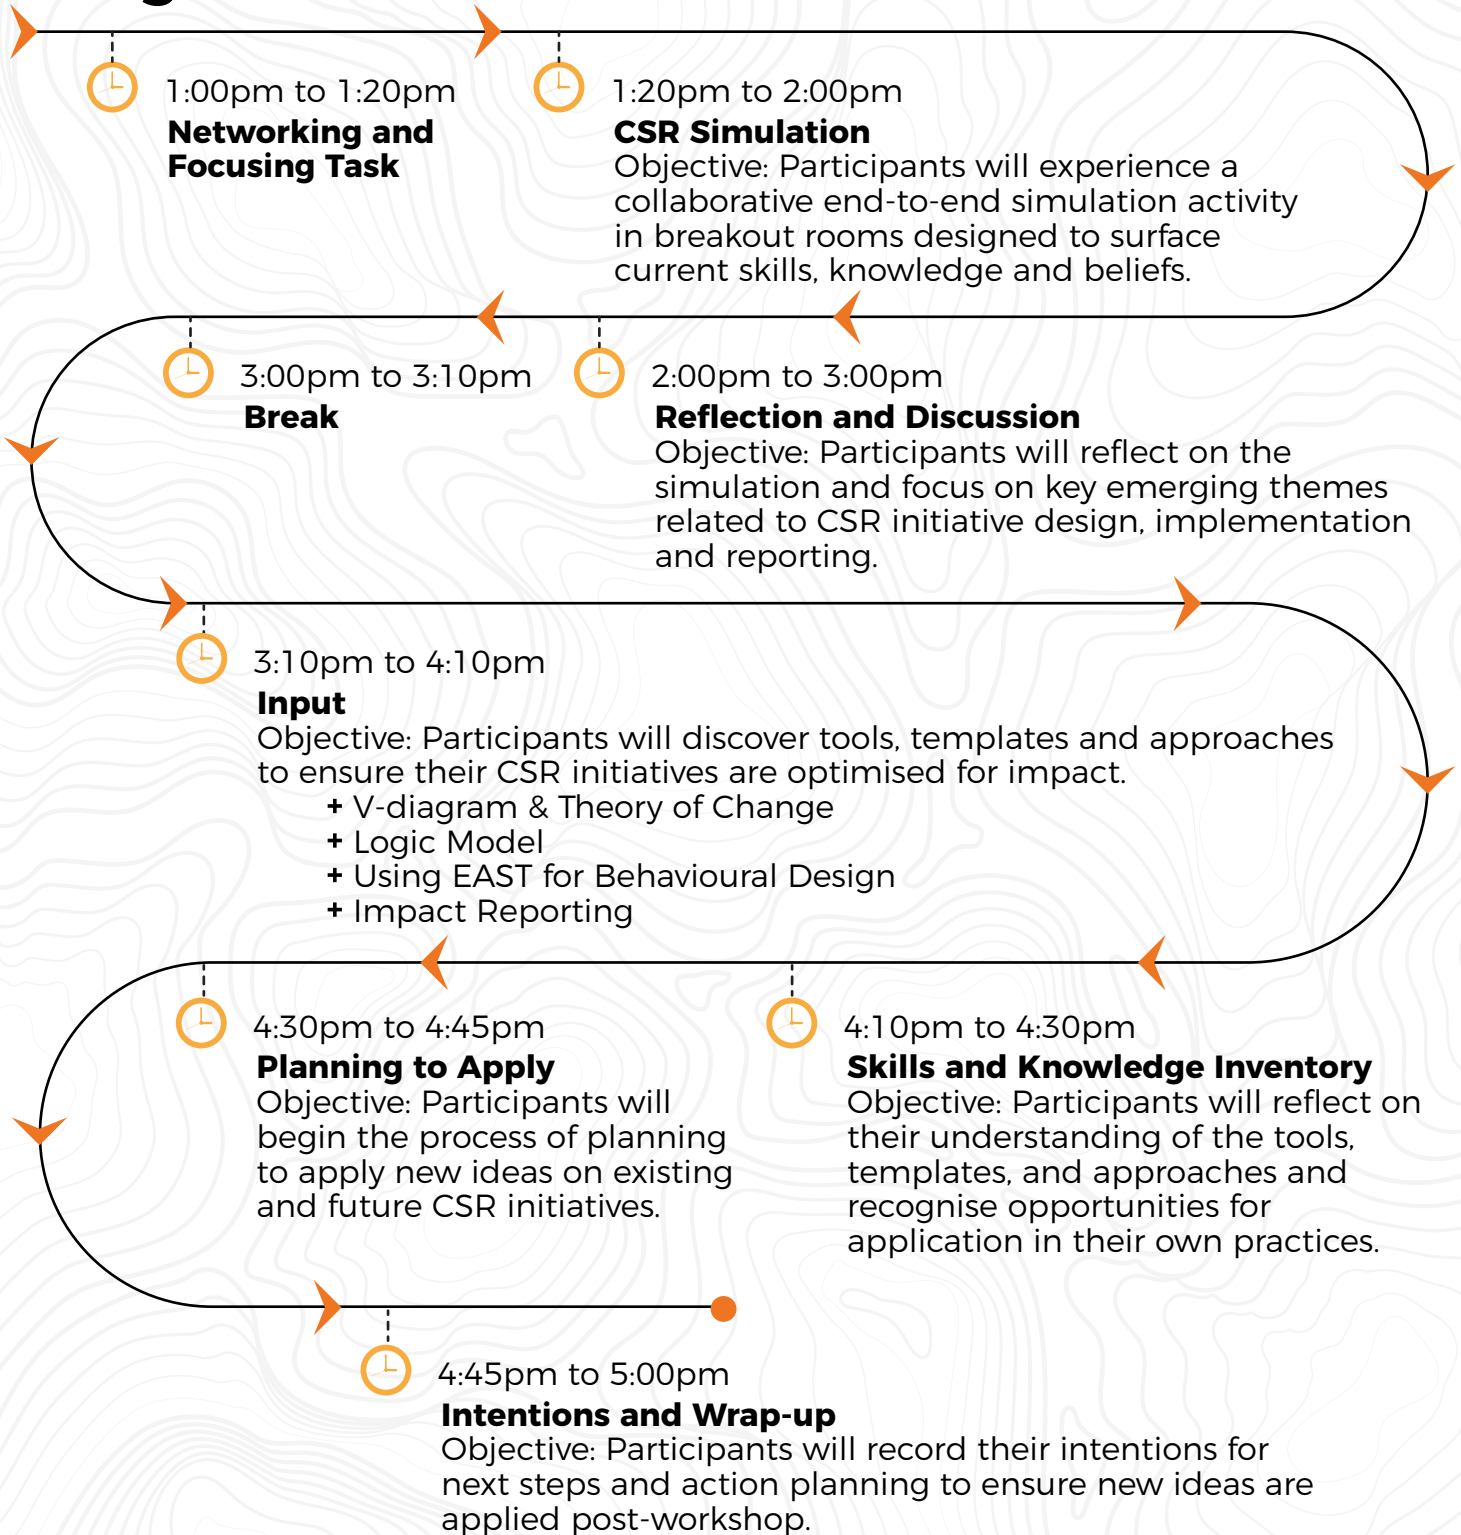 1:00pm to 1:20pm
Networking and
Focusing Task
1:20pm to 2:00pm
CSR Simulation
Objective: Participants will experience a
collaborative end-to-end simulation activity
in breakout rooms designed to surface
current skills, knowledge and beliefs.
2:00pm to 3:00pm
Reflection and Discussion
Objective: Participants will reflect on the
simulation and focus on key emerging themes
related to CSR initiative design, implementation
and reporting.
3:00pm to 3:10pm
Break
3:10pm to 4:10pm
Input
Objective: Participants will discover tools, templates and approaches
to ensure their CSR initiatives are optimised for impact.
+ V-diagram & Theory of Change
+ Logic Model
+ Using EAST for Behavioural Design
+ Impact Reporting
4:10pm to 4:30pm
Skills and Knowledge Inventory
Objective: Participants will reflect on
their understanding of the tools,
templates, and approaches and
recognise opportunities for
application in their own practices.
4:30pm to 4:45pm
Planning to Apply
Objective: Participants will
begin the process of planning
to apply new ideas on existing
and future CSR initiatives.
4:45pm to 5:00pm
Intentions and Wrap-up
Objective: Participants will record their intentions for
next steps and action planning to ensure new ideas are
applied post-workshop.